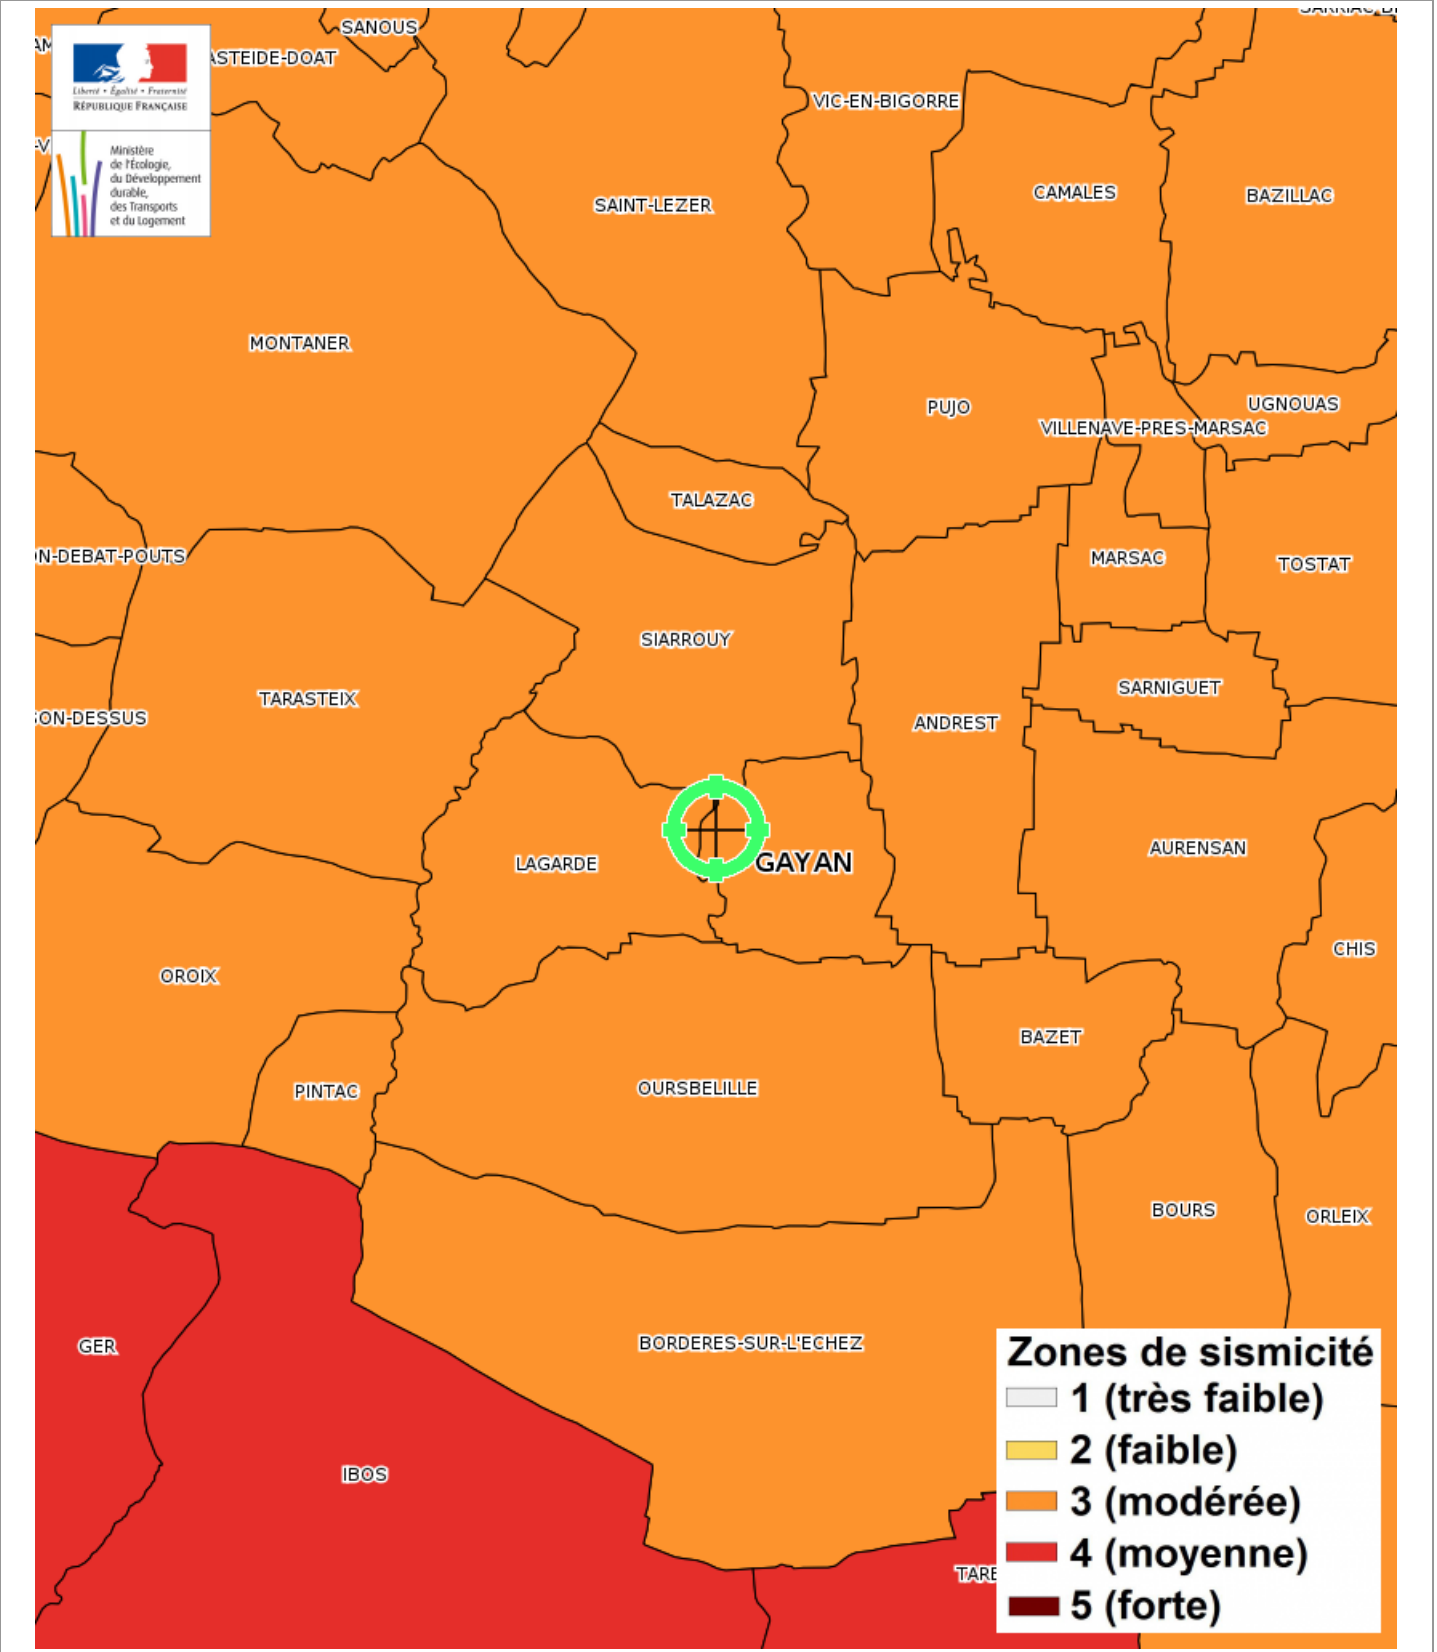 SANOUS
ASTEIDE-DOAT
Liberté • Égalité • Fraternité
RÉPUBLIQUE FRANÇAISE
VIC-EN-BIGORRE
Ministère
de l'Écologie,
du Développement
durable,
des Transports
et du Logement
CAMALES
BAZILLAC
SAINT-LEZER
MONTANER
PUJO
UGNOUAS
VILLENAVE-PRES-MARSAC
TALAZAC
ON-DEBAT-POUTS
MARSAC
TOSTAT
SIARROUY
SARNIGUET
TARASTEIX
SON-DESSUS
ANDREST
AURENSAN
LAGARDE
GAYAN
CHIS
OROIX
BAZET
PINTAC
OURSBELILLE
BOURS
ORLEIX
GER
BORDERES-SUR-L'ECHEZ
IBOS
TARB
Zones de sismicité
1 (très faible)
2 (faible)
3 (modérée)
4 (moyenne)
5 (forte)